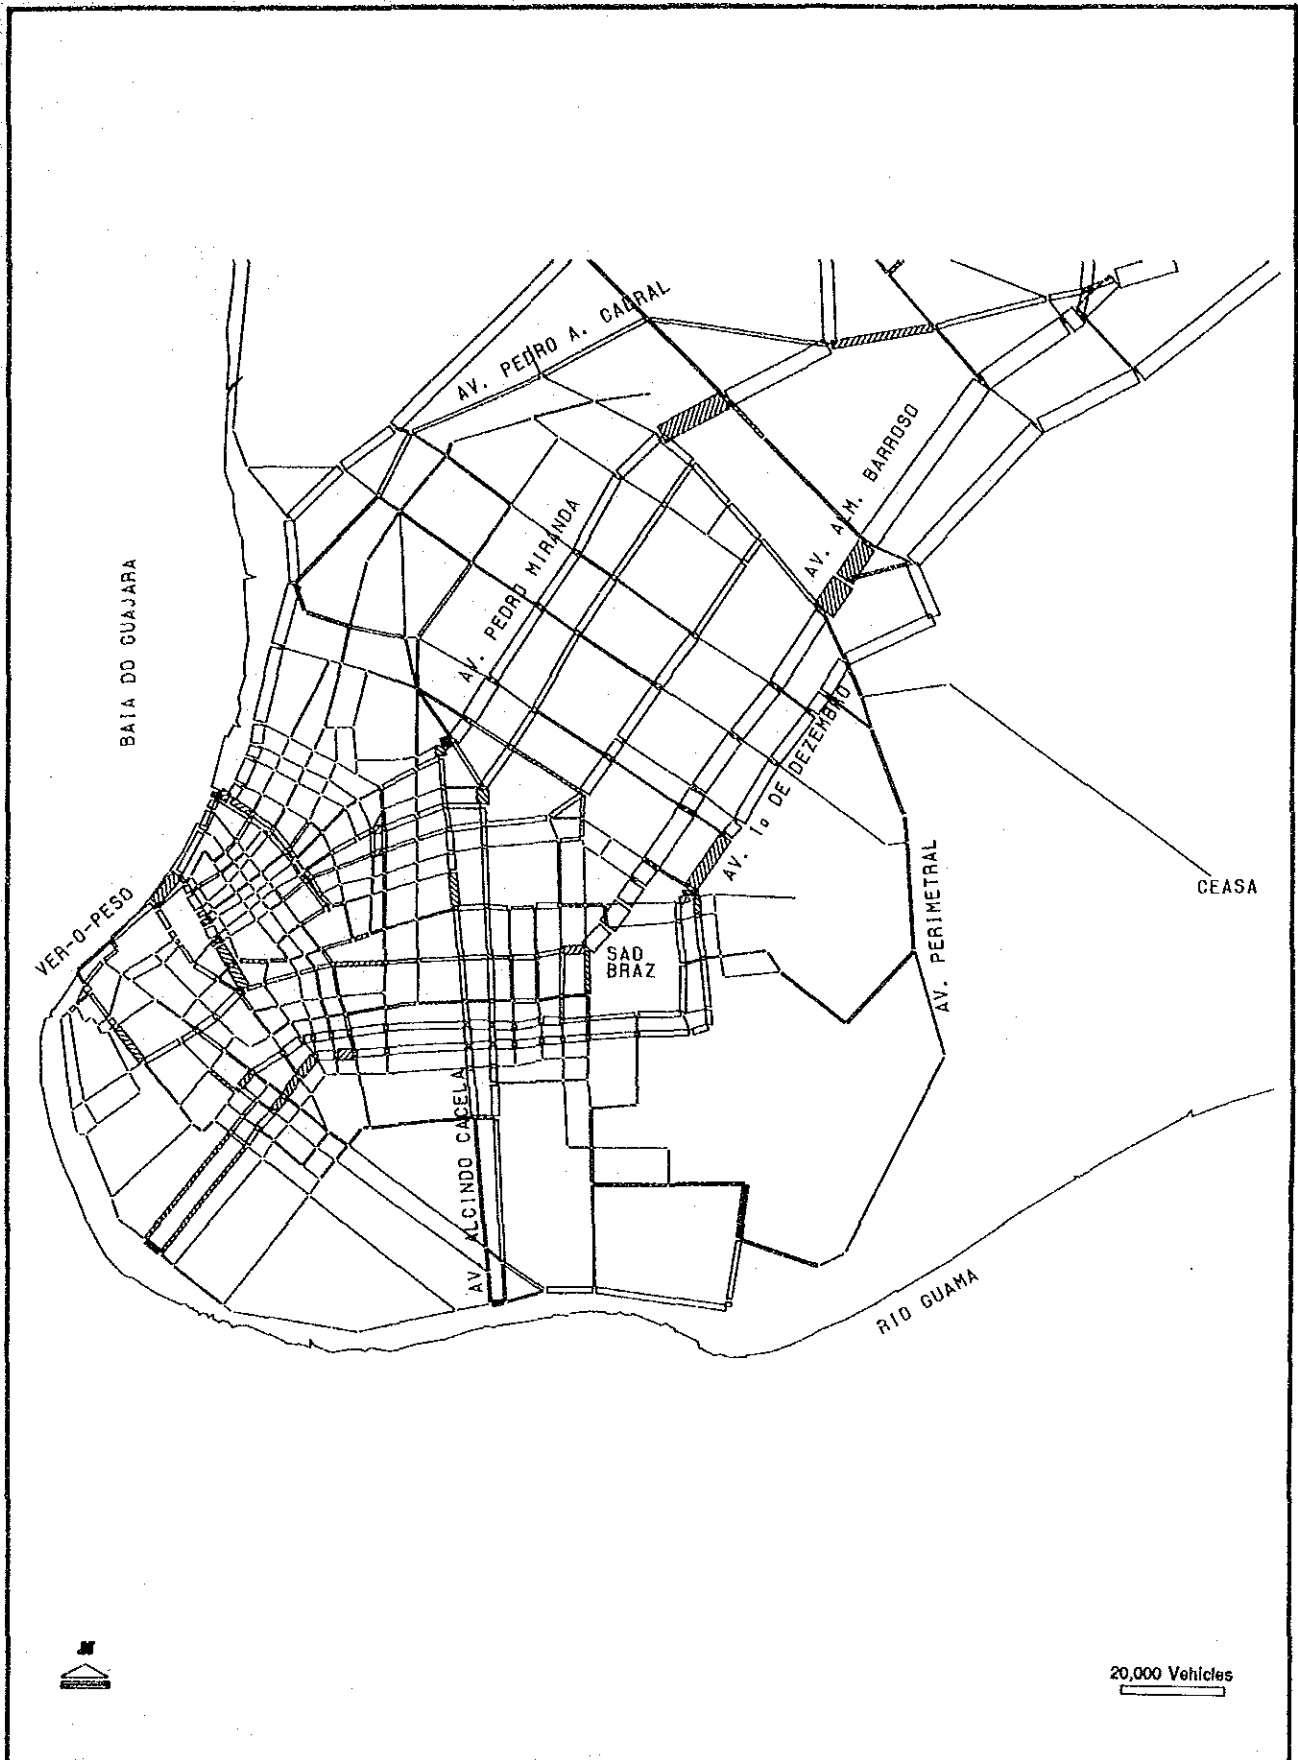 AV. PEDRO A. CABRAL
AV. ALM. BARROSO
AV. PEDRO MIRANDA
BAIA DO GUAJARA
AV. 1º DE DEZEMBRO
CEASA
AV. PERIMETRAL
VER-O-PESO
SAO
BRAZ
AV ALCINDO CACELA
RIO GUAMA
N
20,000 Vehicles